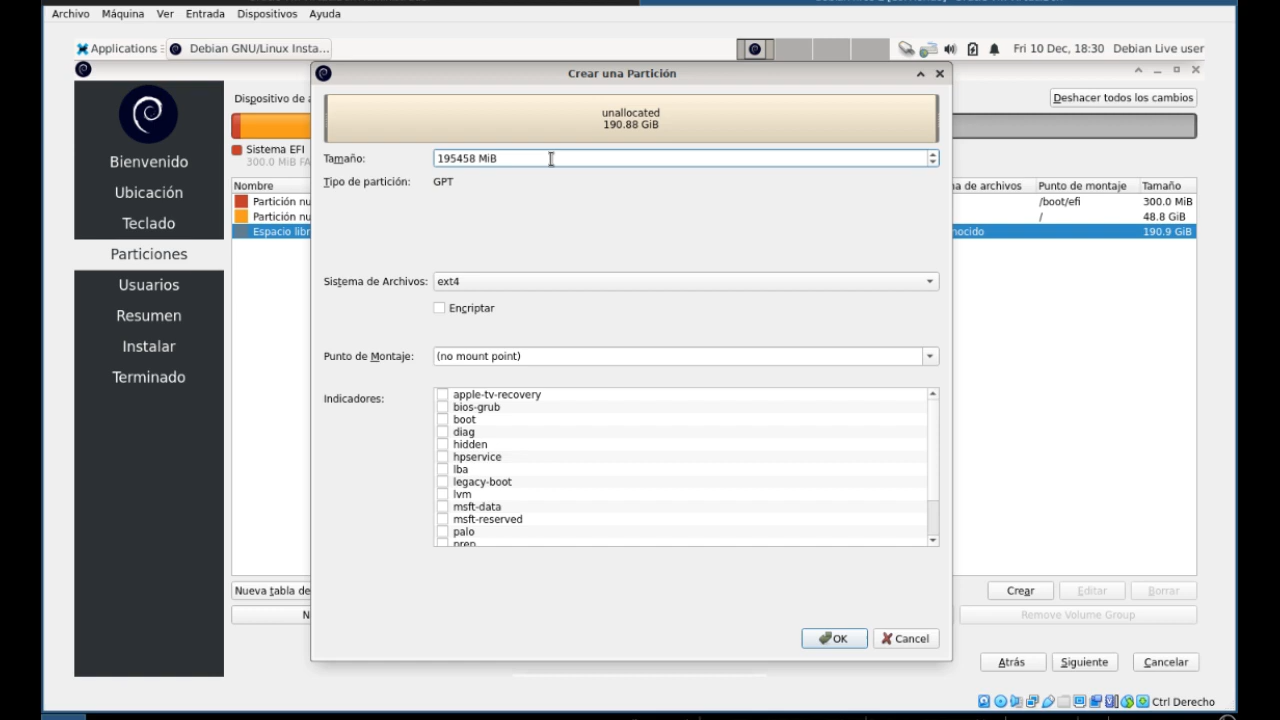 Archivo Máquina Ver Entrada Dispositivos Ayuda
Applications Debian GNU/Linux Insta... Fri 10 Dec, 18:30 Debian Live user
Crear una Partición
Bienvenido
Ubicación
Teclado
Particiones
Usuarios
Resumen
Instalar
Terminado
Dispositivo de
Deshacer todos los cambios
Sistema EFI
300.0 MiB FA
Nombre de archivos Punto de montaje Tamaño
Partición nu /boot/efi 300.0 MiB
Partición nu / 48.8 GiB
Espacio libr nocido 190.9 GiB
unallocated
190.88 GiB
Tamaño: 195458 MiB
Tipo de partición: GPT
Sistema de Archivos: ext4
Encriptar
Punto de Montaje: (no mount point)
Indicadores:
apple-tv-recovery
bios-grub
boot
diag
hidden
hpservice
lba
legacy-boot
lvm
msft-data
msft-reserved
palo
prep
OK Cancel
Nueva tabla de Crear Editar Borrar
N Remove Volume Group
Atrás Siguiente Cancelar
Ctrl Derecho